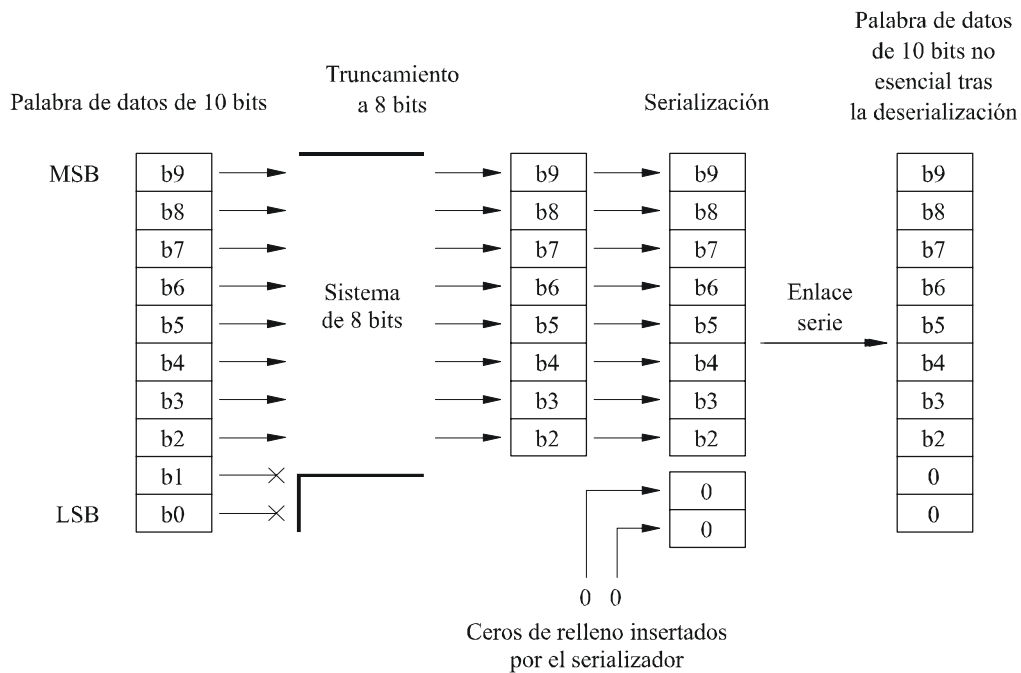 Palabra de datos
de 10 bits no
esencial tras
la deserialización
Truncamiento
a 8 bits
Palabra de datos de 10 bits
Serialización
MSB b9 b9 b9 b9
b8 b8 b8 b8
b7 b7 b7 b7
b6 b6 b6 b6
b5 b5 b5 b5
b4 b4 b4 b4
b3 b3 b3 b3
b2 b2 b2 b2
b1 0 0
LSB b0 0 0
Sistema
de 8 bits
Enlace
serie
0 0
Ceros de relleno insertados
por el serializador